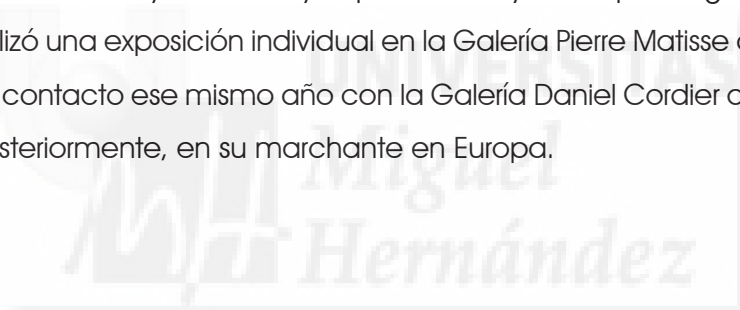 lizó una exposición individual en la Galería Pierre Matisse
UNIVERSITAS
contacto ese mismo año con la Galería Daniel Cordier
steriormente, en su marchante en Europa.
Miguel
Hernández